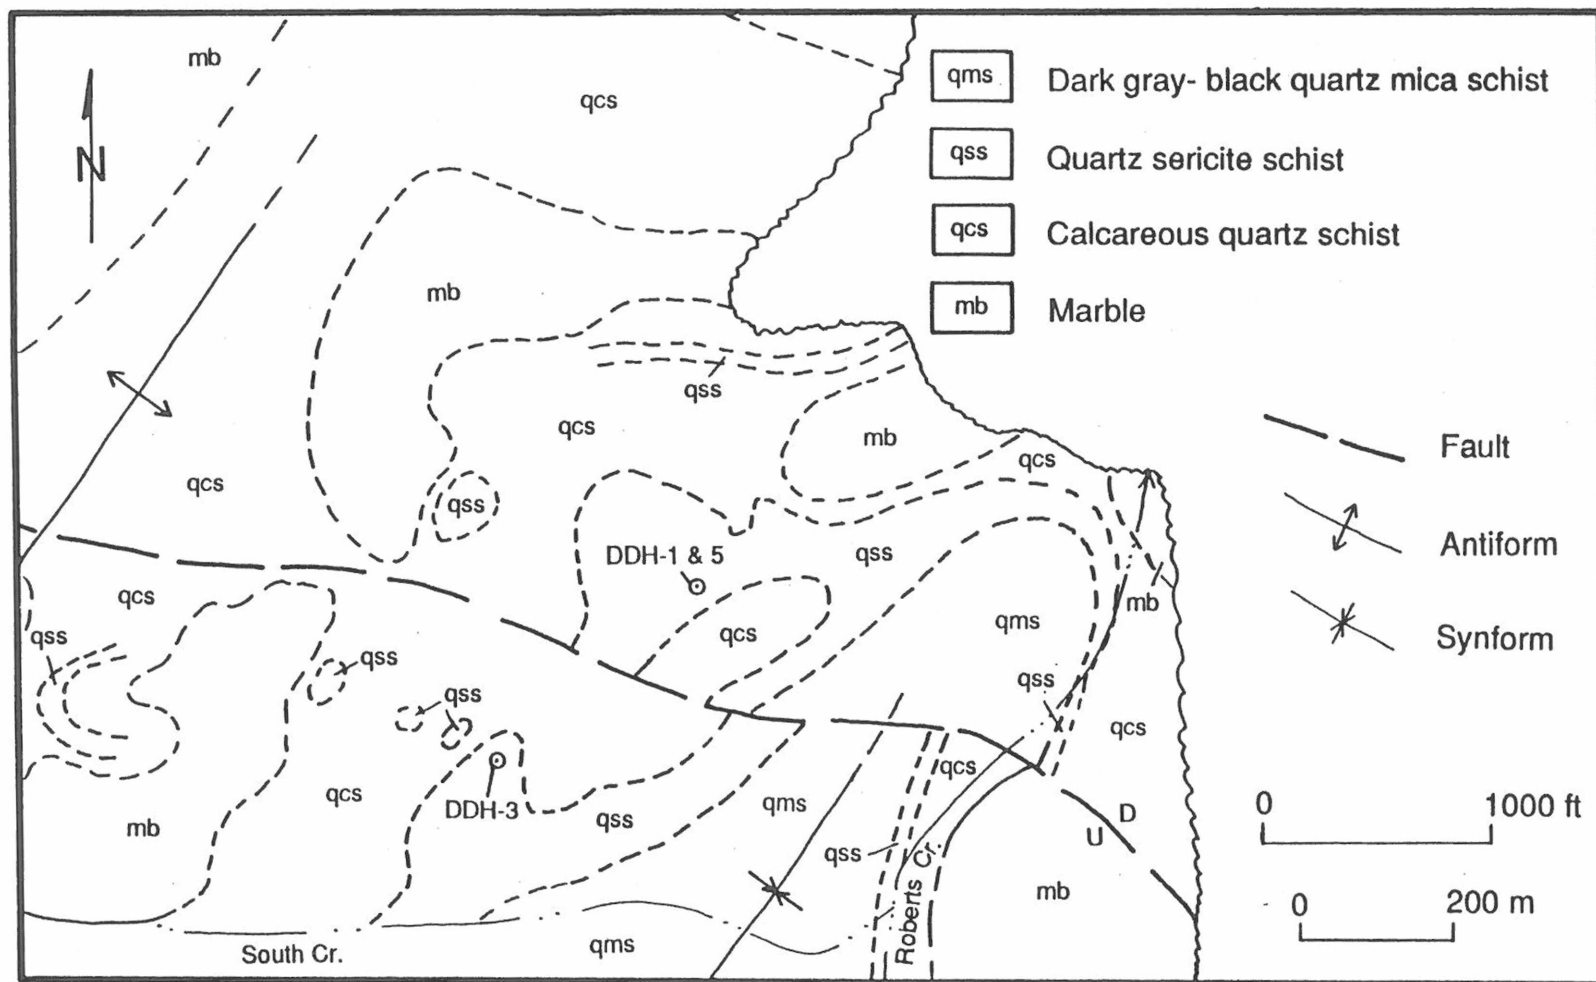 mb
N
qcs
qms Dark gray- black quartz mica schist
qss Quartz sericite schist
qcs Calcareous quartz schist
mb Marble
mb
qss
qcs
mb
qcs
qcs
qss
Fault
Antiform
Synform
DDH-1 & 5
qss
qcs
mb
qss
qcs
qms
qss
qss
qss
qcs
qcs
qms
DDH-3
qss
qcs
mb
qss
U D
mb
Roberts Cr.
South Cr.
qms
0 1000 ft
0 200 m